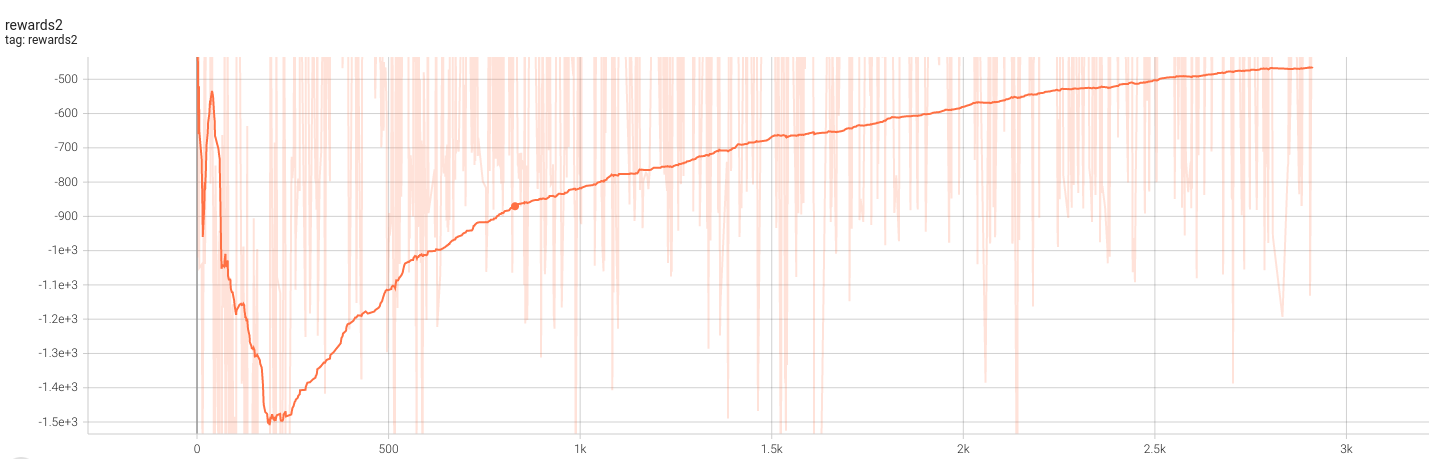 rewards2
tag: rewards2
-500
-600
-700
-800
-900
-1e+3
-1.1e+3
-1.2e+3
-1.3e+3
-1.4e+3
-1.5e+3
0 500 1k 1.5k 2k 2.5k 3k